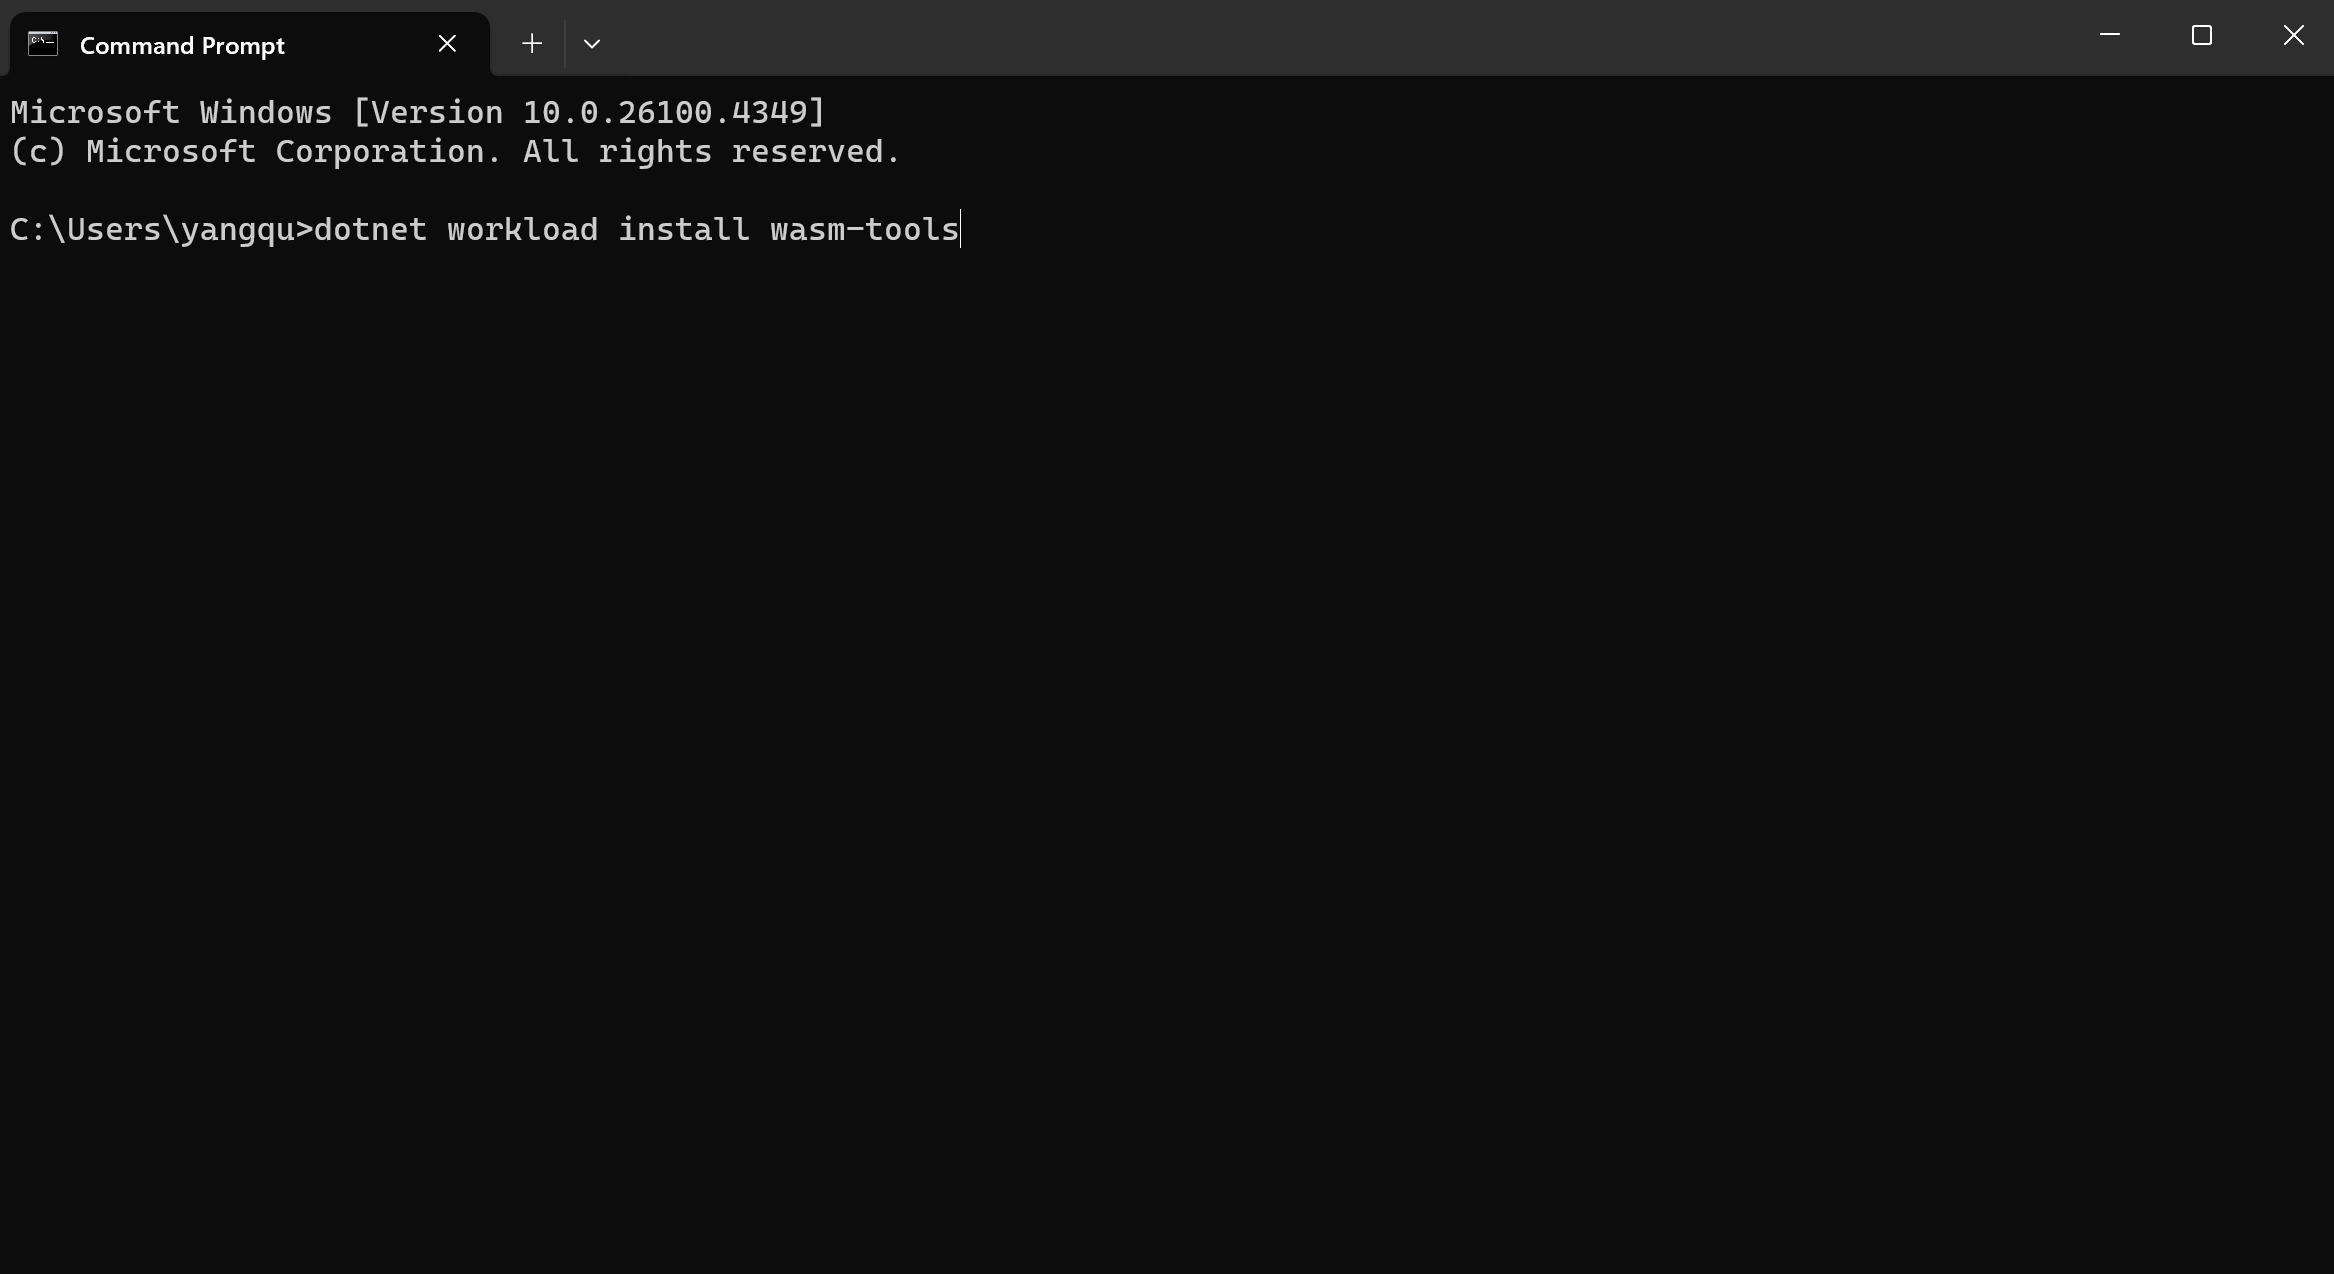 Command Prompt
Microsoft Windows [Version 10.0.26100.4349]
(c) Microsoft Corporation. All rights reserved.
C:\Users\yangqu>dotnet workload install wasm-tools